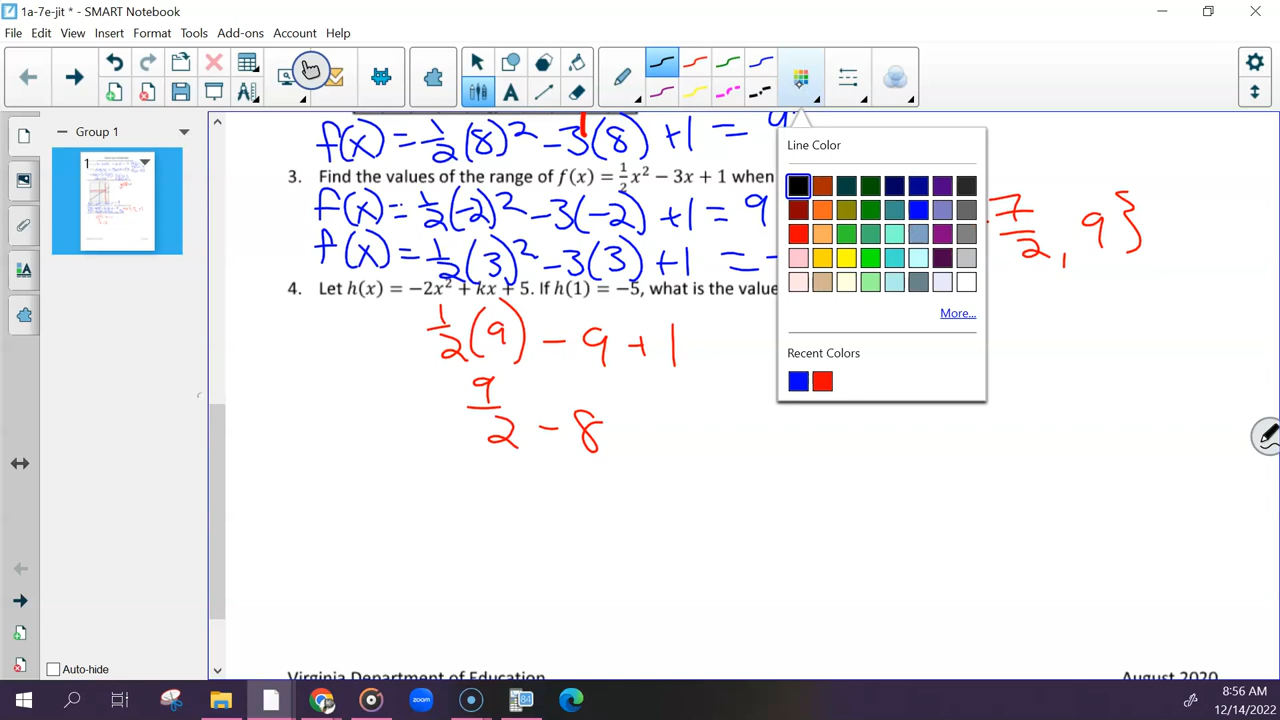 1a-7e-jit * - SMART Notebook
File Edit View Insert Format Tools Add-ons Account Help
Group 1
1
Line Color
More...
Recent Colors
f(x) = 1/2(8)² -3(8) +1 =
3. Find the values of the range of f(x) = 1/2x² − 3x + 1 when
f(x) = 1/2(-2)² -3(-2) +1 = 9
7/2, 9}
f(x) = 1/2(3)² -3(3) +1 = -
4. Let h(x) = −2x² + kx + 5. If h(1) = −5, what is the value
1/2(9) - 9 + 1
9/2 - 8
Virginia Department of Education August 2020
Auto-hide
84
zoom
8:56 AM
12/14/2022